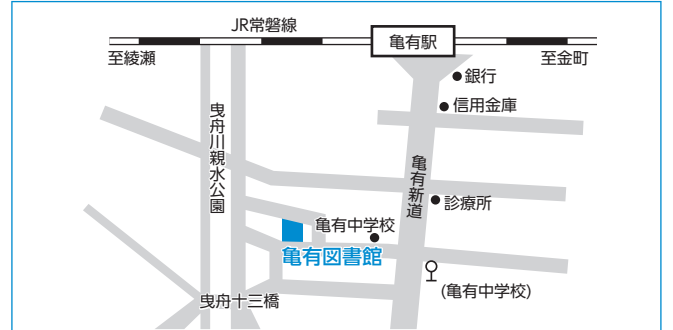 JR常磐線
亀有駅
至綾瀬
至金町
銀行
信用金庫
曳舟川親水公園
亀有新道
診療所
亀有中学校
亀有図書館
(亀有中学校)
曳舟十三橋